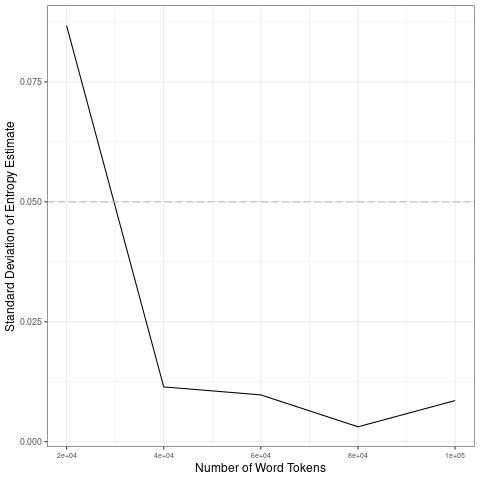 Standard Deviation of Entropy Estimate
0.075
0.050
0.025
0.000
2e+04 4e+04 6e+04 8e+04 1e+05
Number of Word Tokens